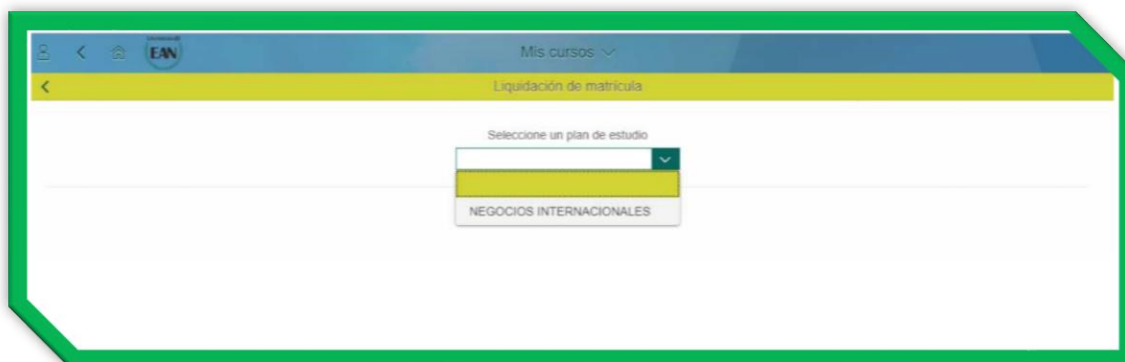 EAN
Mis cursos
Liquidación de matrícula
Seleccione un plan de estudio
NEGOCIOS INTERNACIONALES